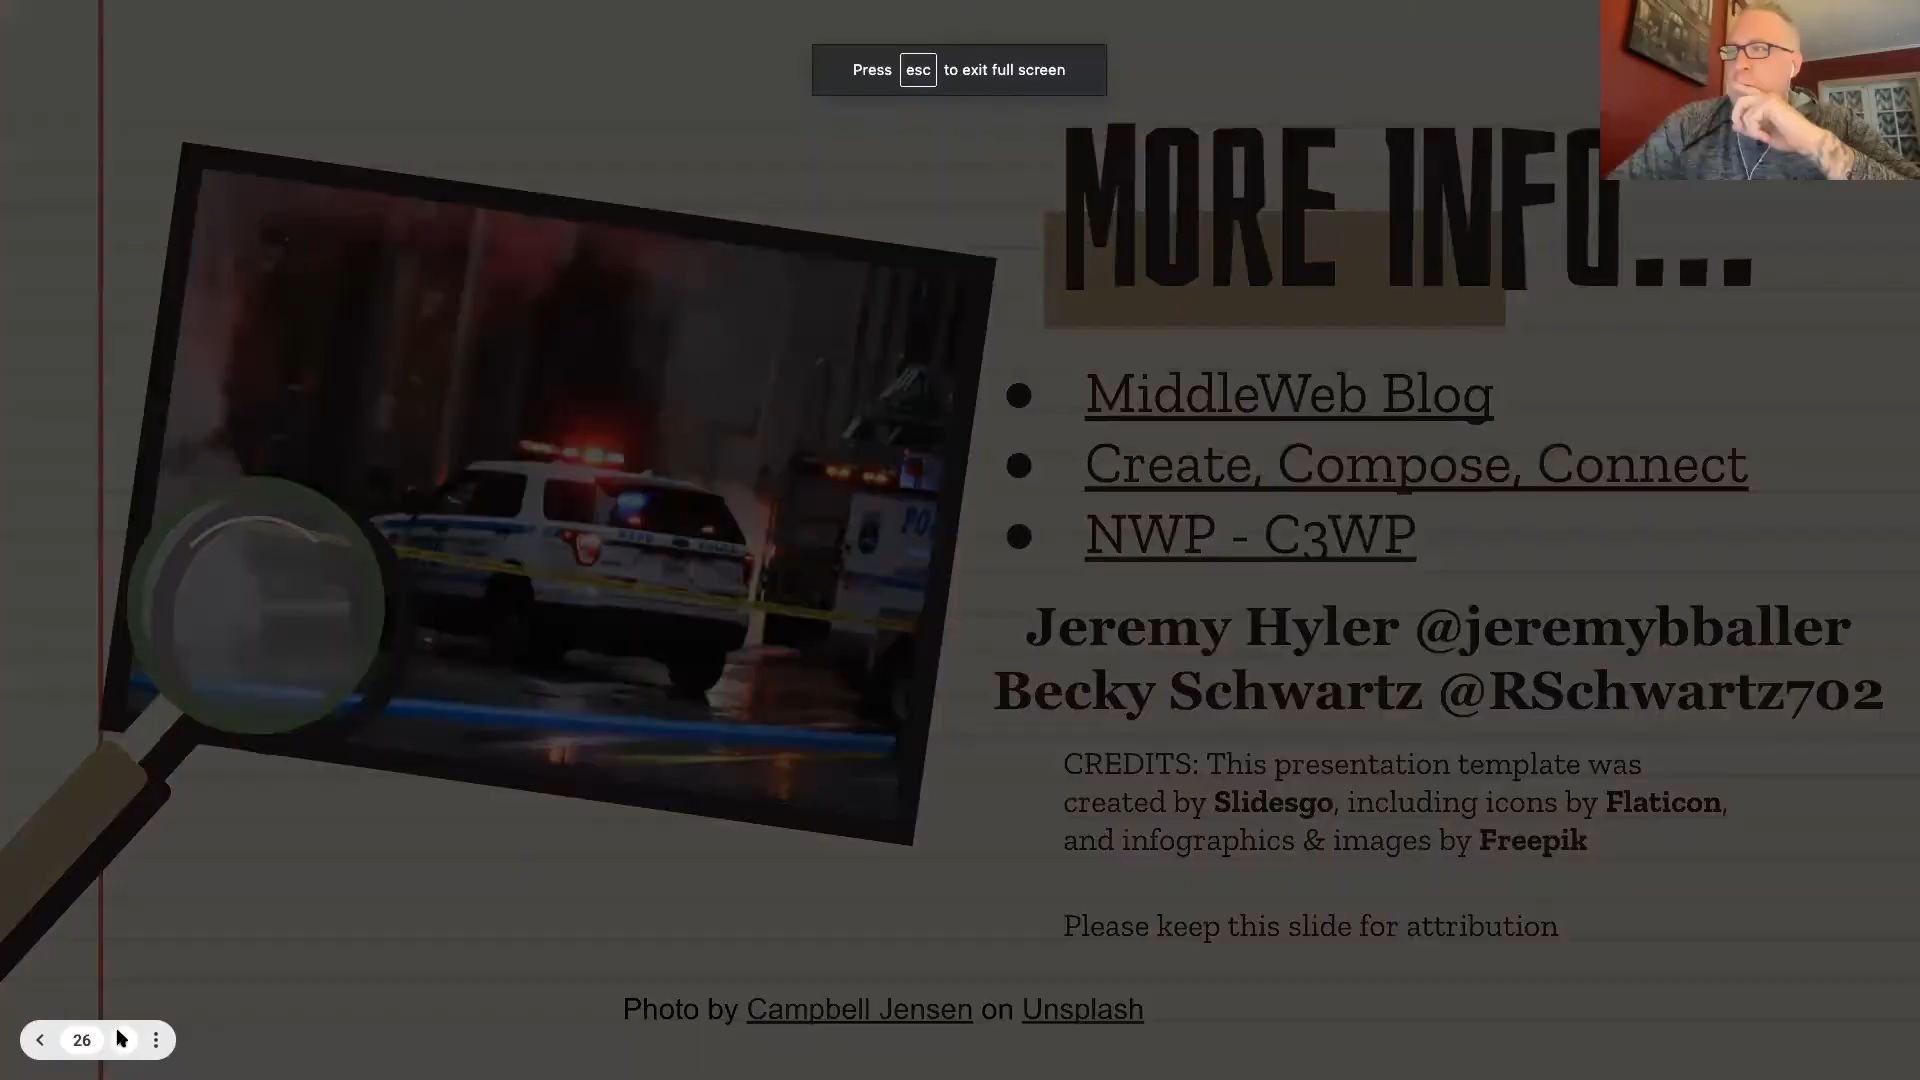 Press esc to exit full screen
MORE INFO...
● MiddleWeb Blog
● Create, Compose, Connect
● NWP - C3WP
Jeremy Hyler @jeremybballer
Becky Schwartz @RSchwartz702
CREDITS: This presentation template was
created by Slidesgo, including icons by Flaticon,
and infographics & images by Freepik
Please keep this slide for attribution
Photo by Campbell Jensen on Unsplash
26